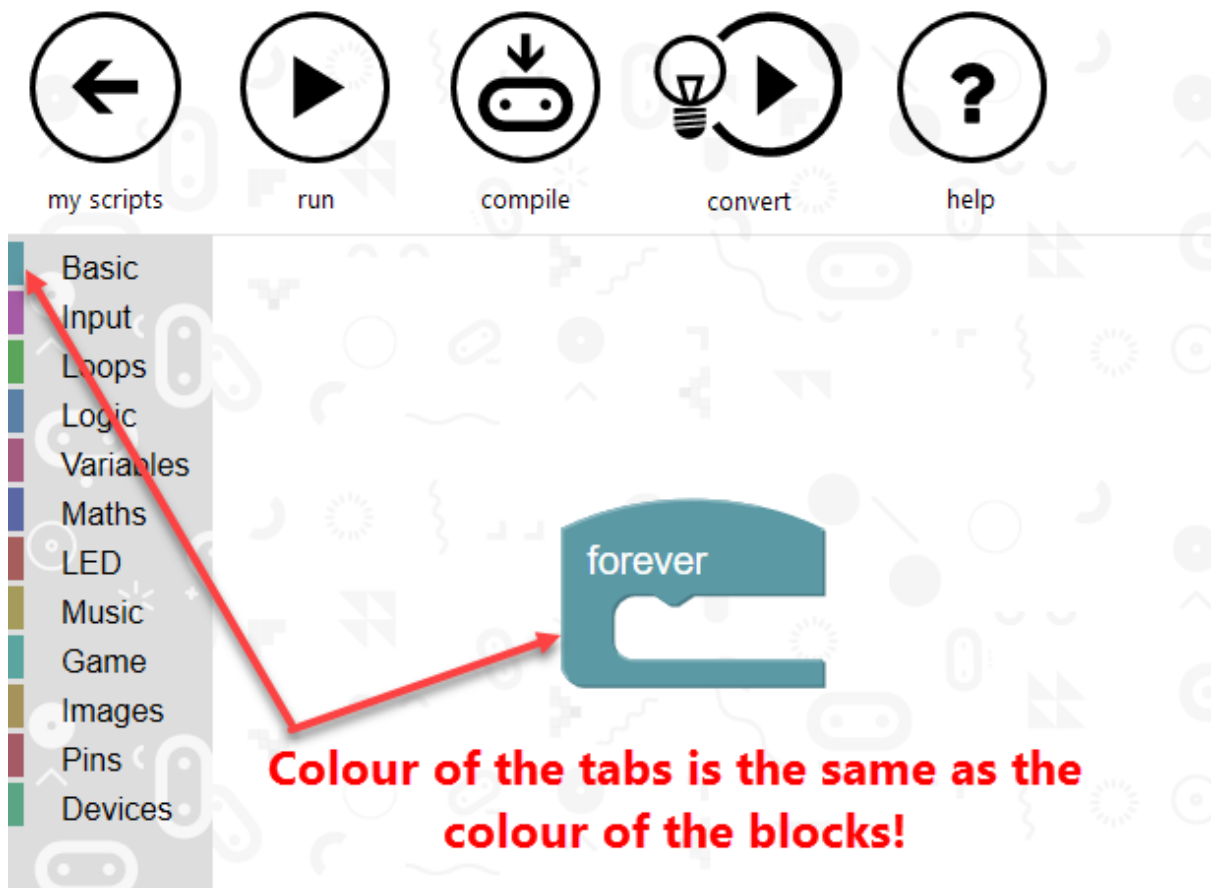 my scripts
run
compile
convert
help
Basic
Input
Loops
Logic
Variables
Maths
LED
Music
Game
Images
Pins
Devices
forever
Colour of the tabs is the same as the
colour of the blocks!